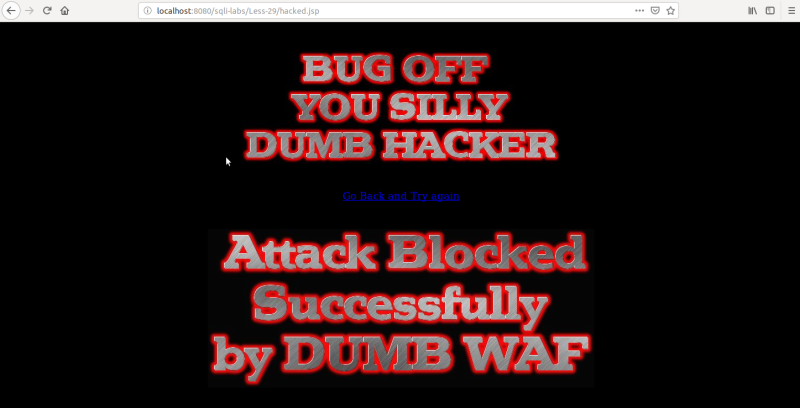 localhost:8080/sqli-labs/Less-29/hacked.jsp
BUG OFF
YOU SILLY
DUMB HACKER
Go Back and Try again
Attack Blocked
Successfully
by DUMB WAF